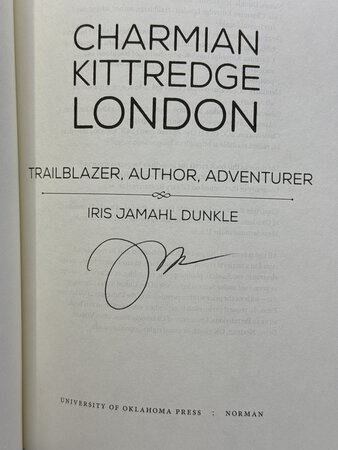 CHARMIAN
KITTREDGE
LONDON
TRAILBLAZER, AUTHOR, ADVENTURER
IRIS JAMAHL DUNKLE
UNIVERSITY OF OKLAHOMA PRESS : NORMAN